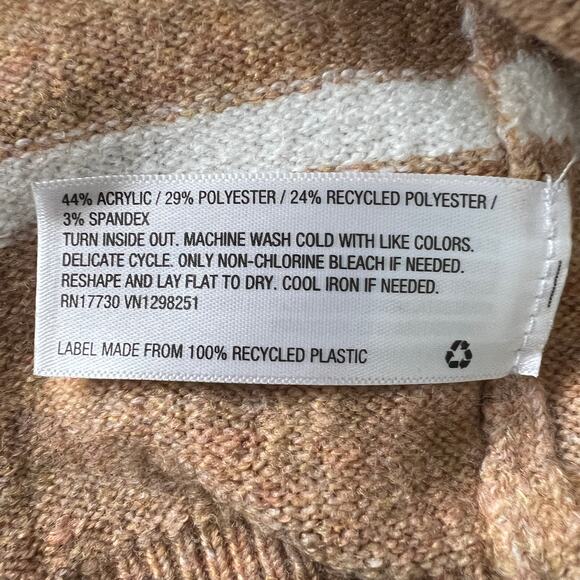 44% ACRYLIC / 29% POLYESTER / 24% RECYCLED POLYESTER /
3% SPANDEX
TURN INSIDE OUT. MACHINE WASH COLD WITH LIKE COLORS.
DELICATE CYCLE. ONLY NON-CHLORINE BLEACH IF NEEDED.
RESHAPE AND LAY FLAT TO DRY. COOL IRON IF NEEDED.
RN17730 VN1298251
LABEL MADE FROM 100% RECYCLED PLASTIC